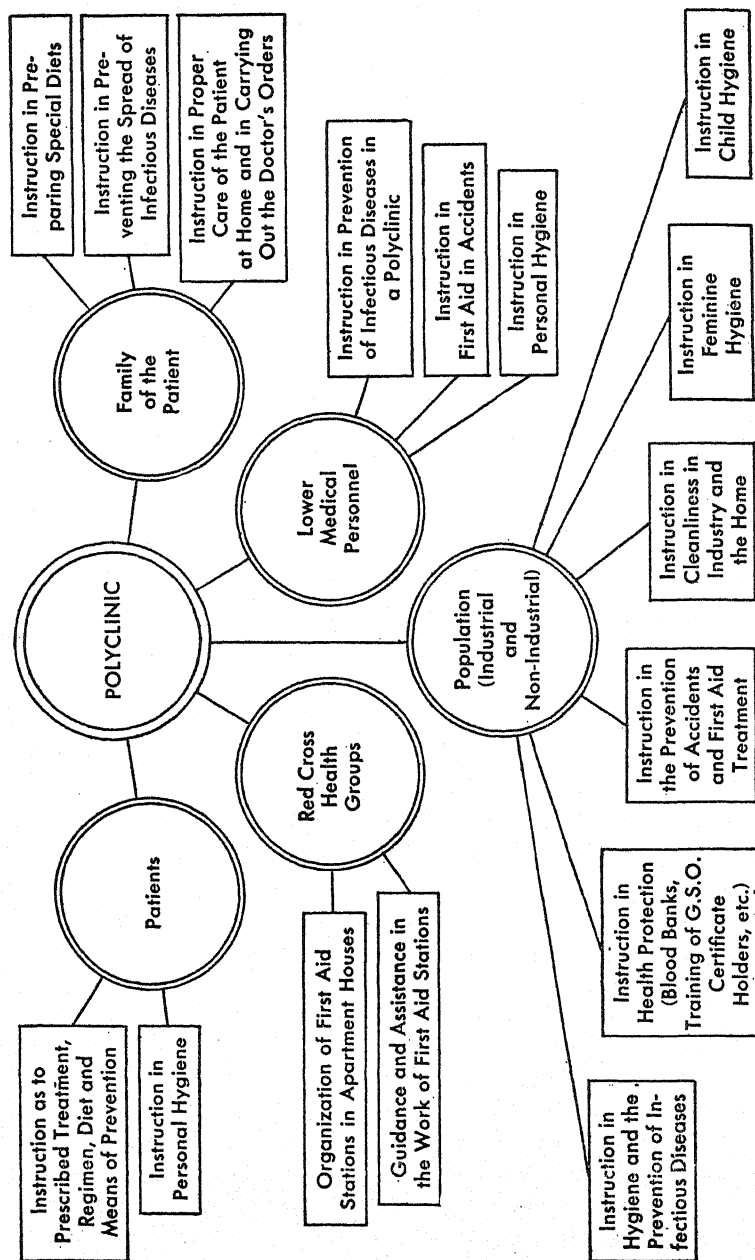 POLYCLINIC
Patients
Instruction as to
Prescribed Treatment,
Regimen, Diet and
Means of Prevention
Instruction in
Personal Hygiene
Red Cross
Health
Groups
Organization of First Aid
Stations in Apartment Houses
Guidance and Assistance in
the Work of First Aid Stations
Family
of the
Patient
Instruction in Pre-
paring Special Diets
Instruction in Pre-
venting the Spread of
Infectious Diseases
Instruction in Proper
Care of the Patient
at Home and in Carrying
Out the Doctor's Orders
Lower
Medical
Personnel
Instruction in Prevention
of Infectious Diseases in
a Polyclinic
Instruction in
First Aid in Accidents
Instruction in
Personal Hygiene
Population
(Industrial
and
Non-Industrial)
Instruction in
Hygiene and the
Prevention of In-
fectious Diseases
Instruction in
Health Protection
(Blood Banks,
Training of G.S.O.
Certificate
Holders, etc.)
Instruction in
the Prevention
of Accidents
and First Aid
Treatment
Instruction in
Cleanliness in
Industry and
the Home
Instruction in
Feminine
Hygiene
Instruction in
Child Hygiene